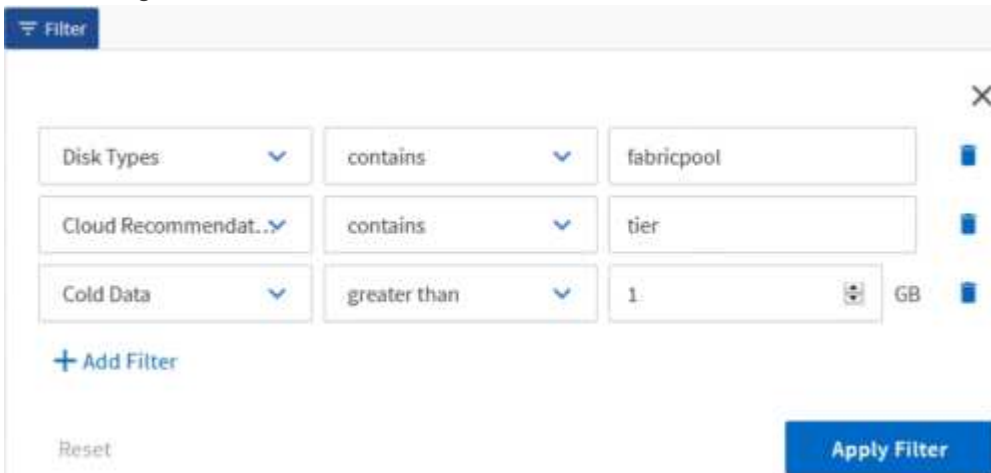 Filter
Disk Types contains fabricpool
Cloud Recommendat... contains tier
Cold Data greater than 1 GB
+ Add Filter
Reset Apply Filter